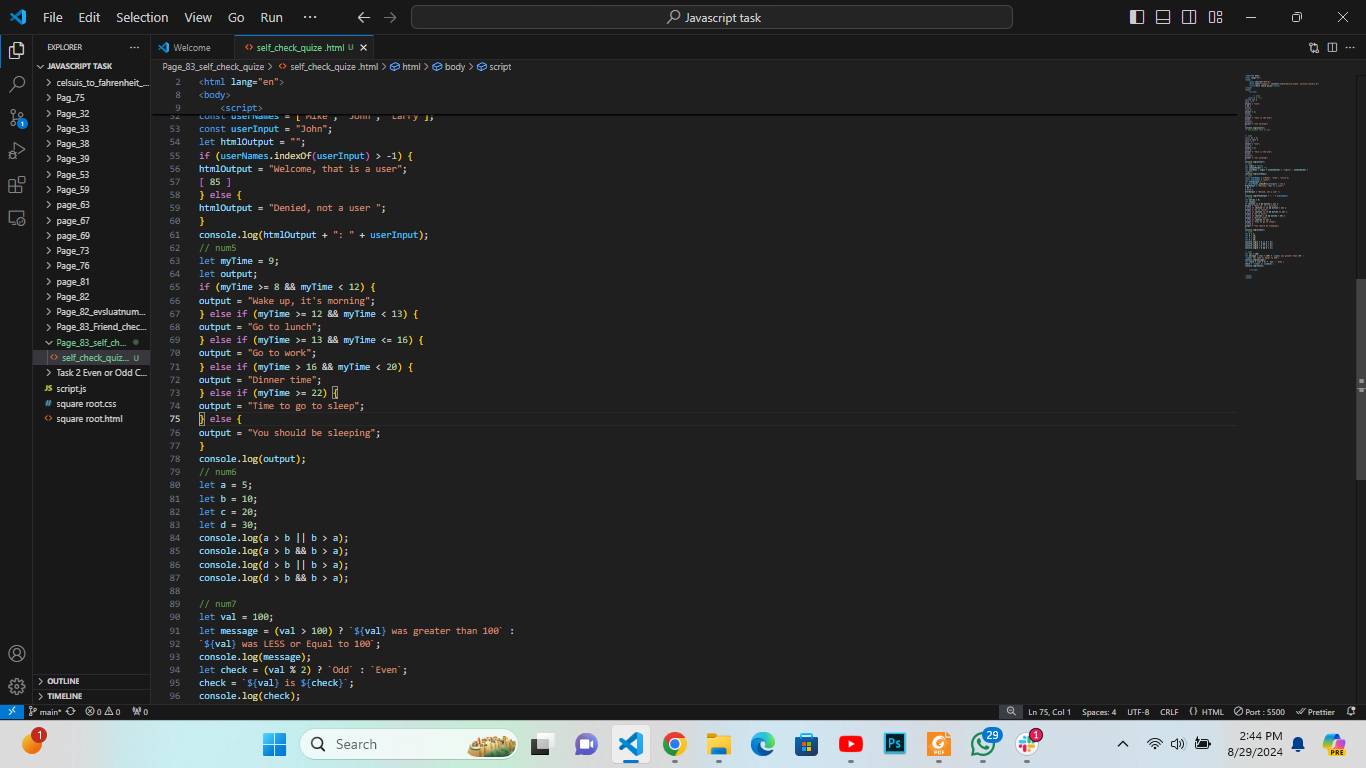 File Edit Selection View Go Run ··· Javascript task
EXPLORER ···
JAVASCRIPT TASK
celsuis_to_fahrenheit_...
Pag_75
Page_32
Page_33
Page_38
Page_39
Page_53
Page_59
page_63
page_67
page_69
Page_73
Page_76
page_81
Page_82
Page_82_evsluatnum...
Page_83_Friend_chec...
Page_83_self_ch...
<> self_check_quiz... U
Task 2 Even or Odd C...
JS script.js
# square root.css
<> square root.html
OUTLINE
TIMELINE
Welcome <> self_check_quize .html U ×
Page_83_self_check_quize > <> self_check_quize .html > html > body > script
2 <html lang="en">
8 <body>
9 <script>
52 const userNames = ["Mike", "John", "Larry"];
53 const userInput = "John";
54 let htmlOutput = "";
55 if (userNames.indexOf(userInput) > -1) {
56 htmlOutput = "Welcome, that is a user";
57 [ 85 ]
58 } else {
59 htmlOutput = "Denied, not a user ";
60 }
61 console.log(htmlOutput + ": " + userInput);
62 // num5
63 let myTime = 9;
64 let output;
65 if (myTime >= 8 && myTime < 12) {
66 output = "Wake up, it's morning";
67 } else if (myTime >= 12 && myTime < 13) {
68 output = "Go to lunch";
69 } else if (myTime >= 13 && myTime <= 16) {
70 output = "Go to work";
71 } else if (myTime > 16 && myTime < 20) {
72 output = "Dinner time";
73 } else if (myTime >= 22) {
74 output = "Time to go to sleep";
75 } else {
76 output = "You should be sleeping";
77 }
78 console.log(output);
79 // num6
80 let a = 5;
81 let b = 10;
82 let c = 20;
83 let d = 30;
84 console.log(a > b || b > a);
85 console.log(a > b && b > a);
86 console.log(d > b || b > a);
87 console.log(d > b && b > a);
88
89 // num7
90 let val = 100;
91 let message = (val > 100) ? `${val} was greater than 100` :
92 `${val} was LESS or Equal to 100`;
93 console.log(message);
94 let check = (val % 2) ? `Odd` : `Even`;
95 check = `${val} is ${check}`;
96 console.log(check);
1
main* 0 0 0 Ln 75, Col 1 Spaces: 4 UTF-8 CRLF {} HTML Port : 5500 Prettier
1 Search Ps PDF 29 1 2:44 PM PRE
8/29/2024